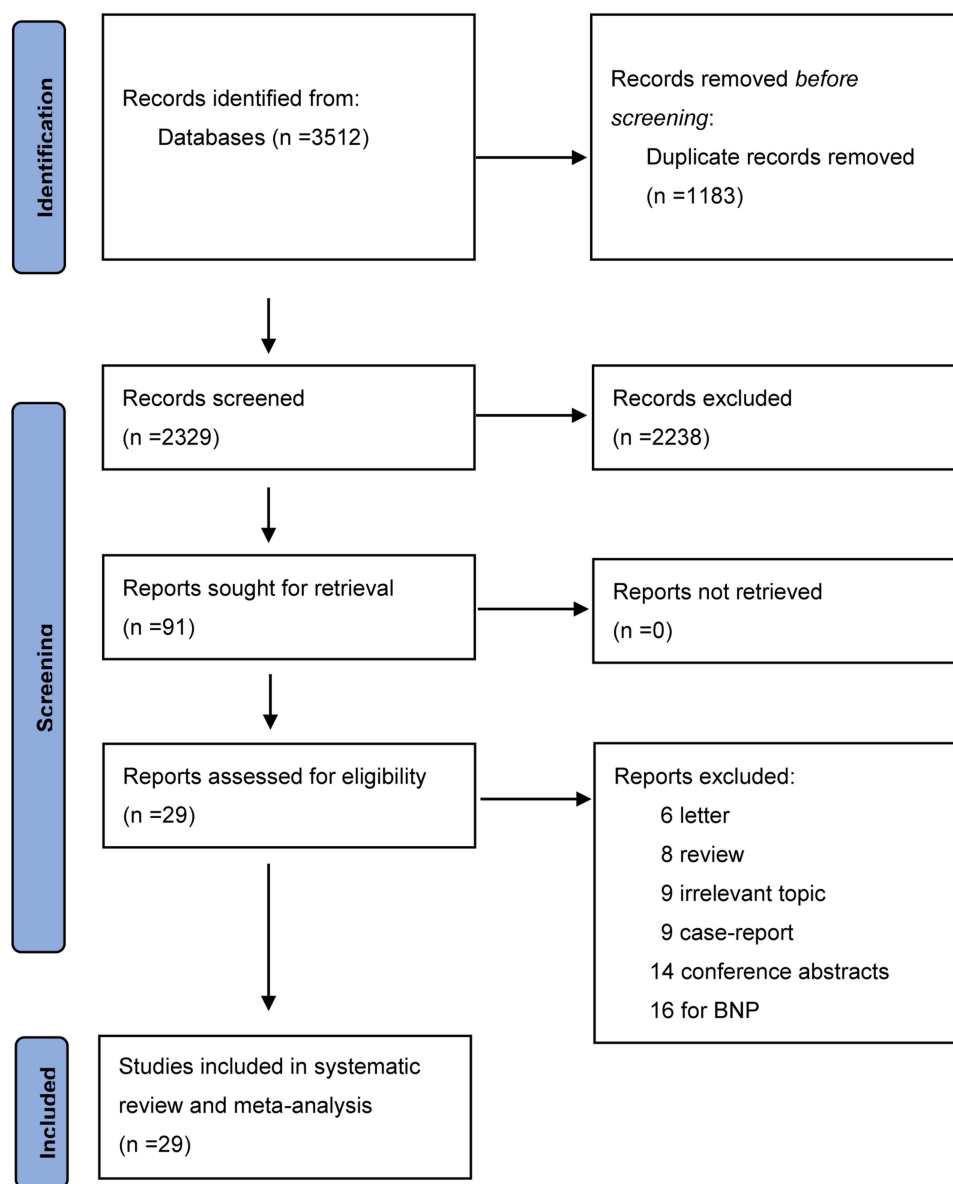 Identification
Records identified from:
Databases (n =3512)
Records removed before
screening:
Duplicate records removed
(n =1183)
Screening
Records screened
(n =2329)
Records excluded
(n =2238)
Reports sought for retrieval
(n =91)
Reports not retrieved
(n =0)
Reports assessed for eligibility
(n =29)
Reports excluded:
6 letter
8 review
9 irrelevant topic
9 case-report
14 conference abstracts
16 for BNP
Included
Studies included in systematic
review and meta-analysis
(n =29)